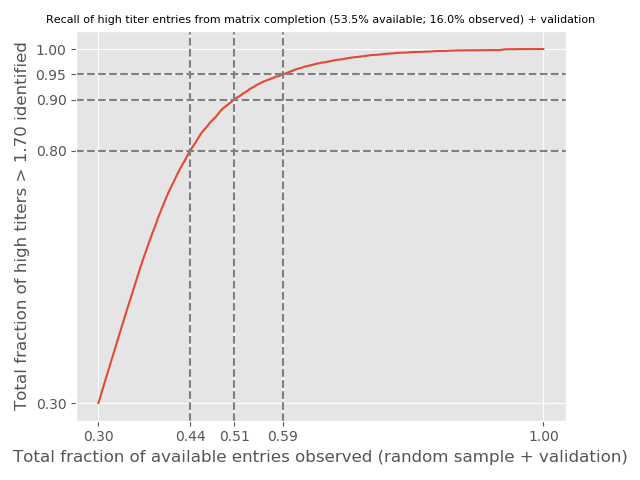 Recall of high titer entries from matrix completion (53.5% available; 16.0% observed) + validation
Total fraction of high titers > 1.70 identified
1.00
0.95
0.90
0.80
0.30
0.30 0.44 0.51 0.59 1.00
Total fraction of available entries observed (random sample + validation)